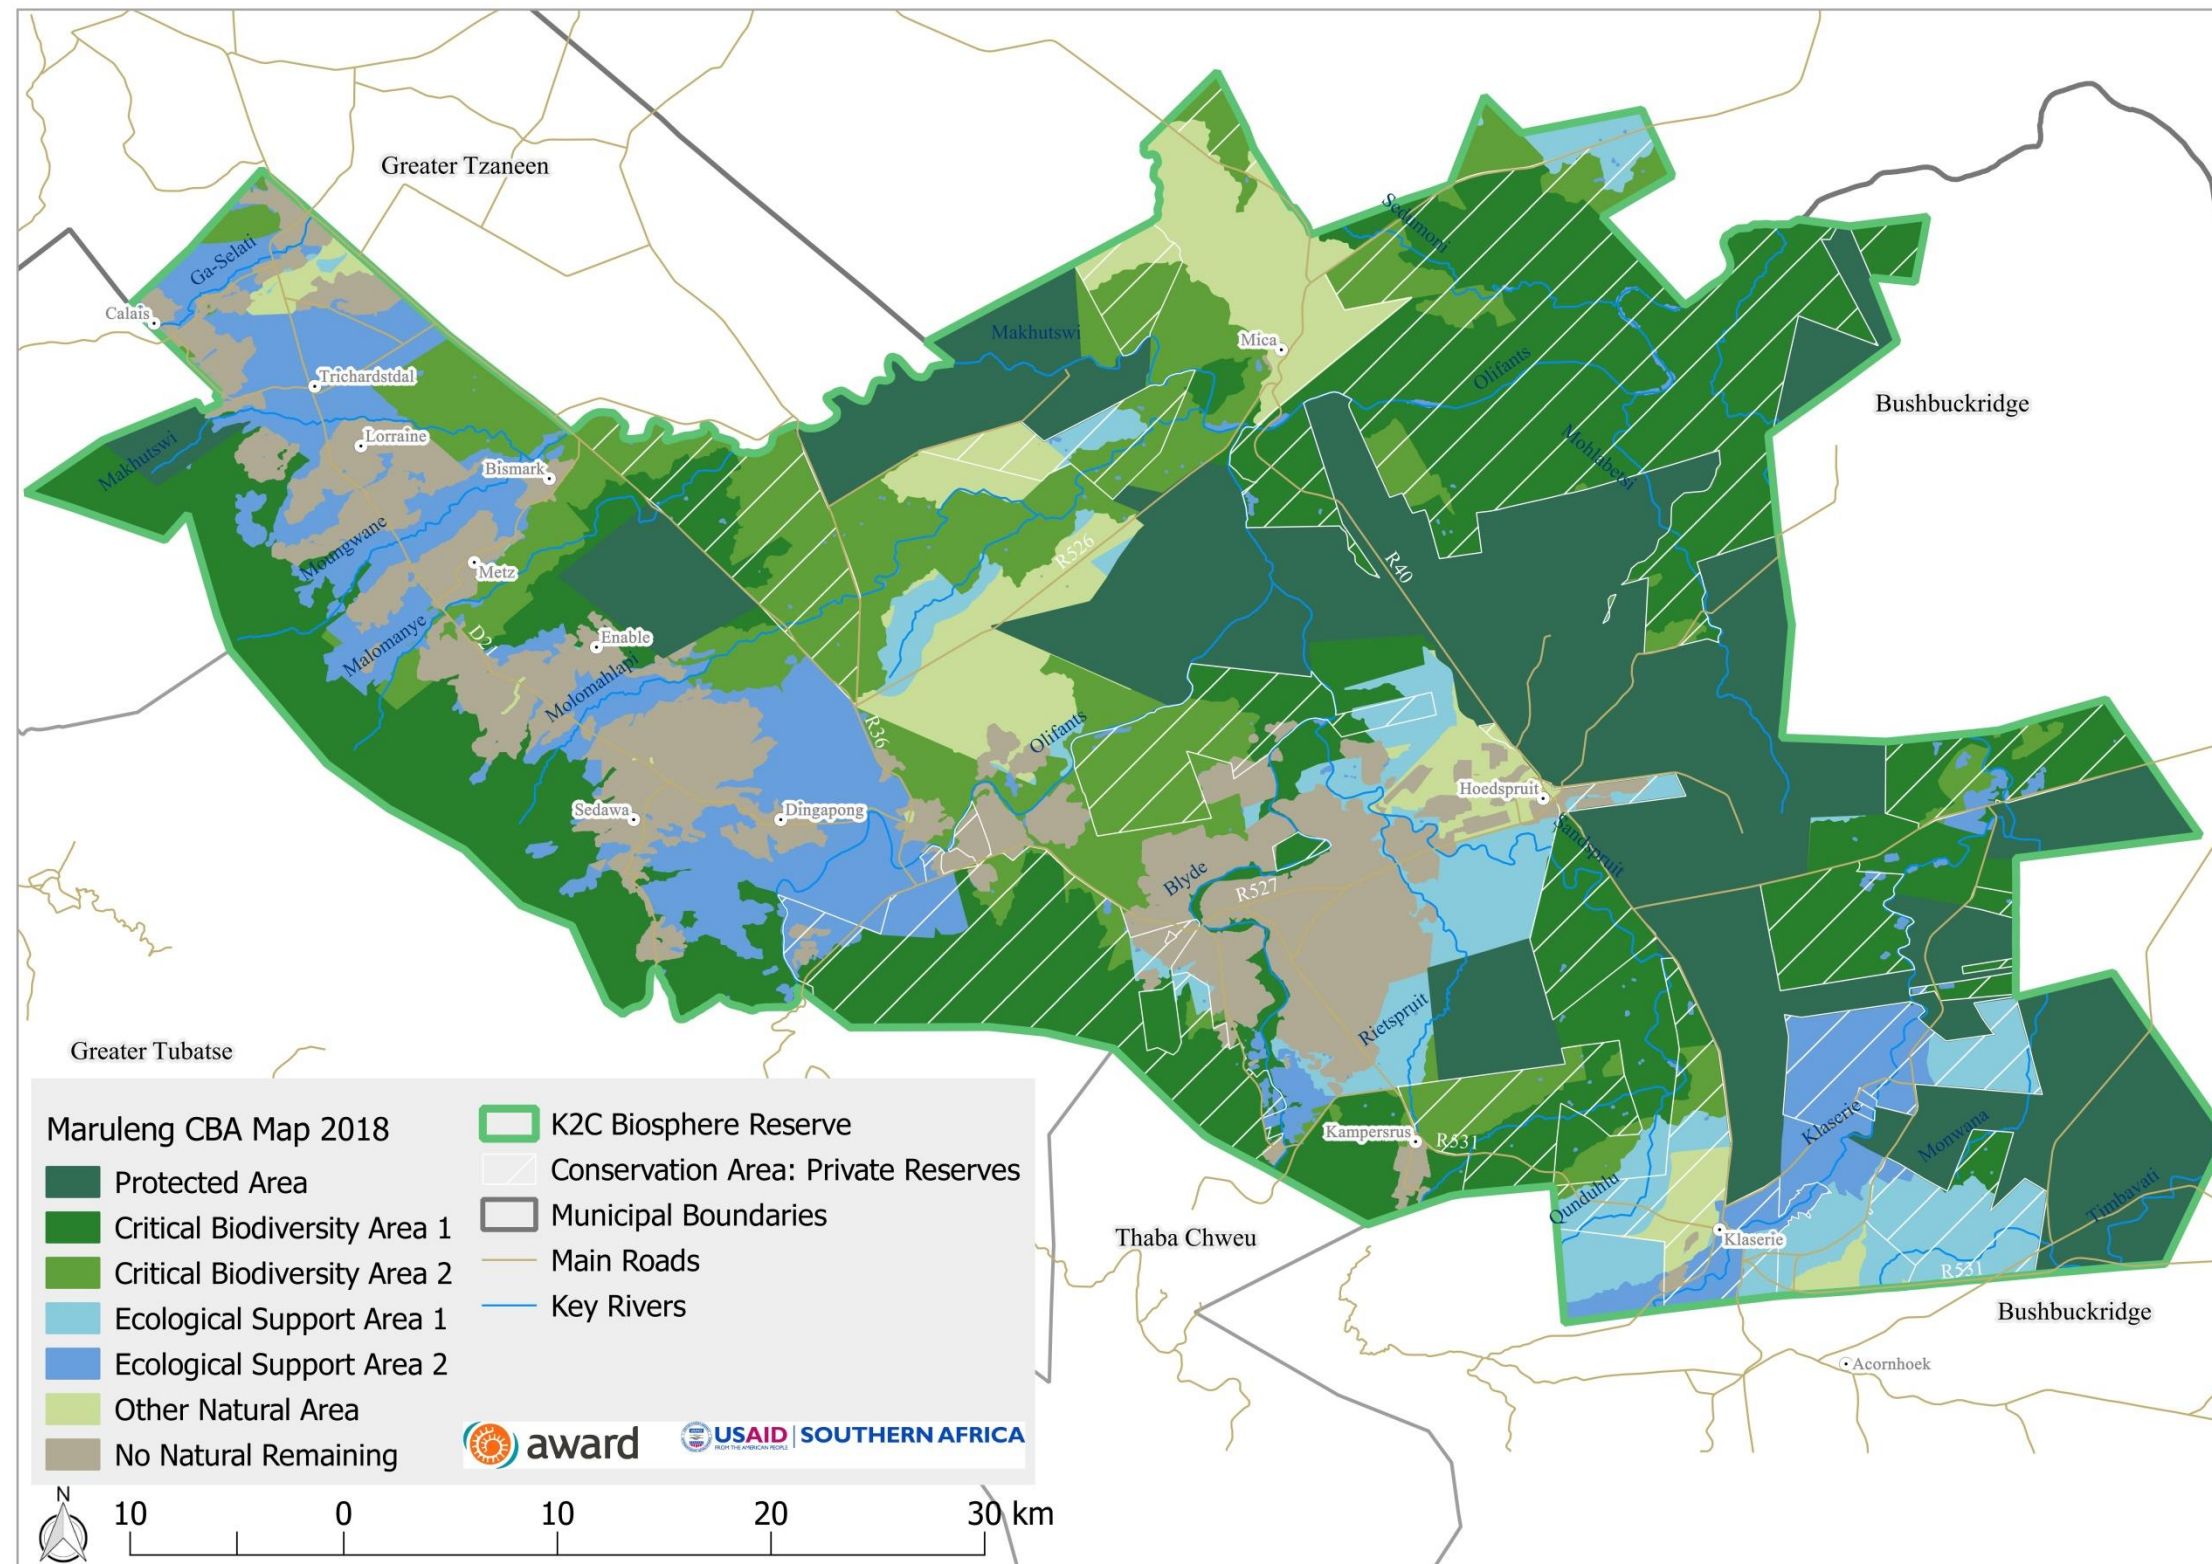 Greater Tzaneen
Sedumoni
Ga-Selati
Calais
Makhutswi
Mica
Trichardstdal
Olifants
Bushbuckridge
Makhutswi
Lorraine
Bismark
Mohlabetsi
Moungwane
Metz
R526
R40
Malomanye
D21
Enable
Molomahlapi
R36
Olifants
Hoedspruit
Sedawa
Dingapong
Sandspruit
Blyde
R527
Rietspruit
Greater Tubatse
Kampersrus
R531
Klaserie
Monwana
Qunduhlu
Timbavati
Thaba Chweu
Klaserie
R531
Bushbuckridge
Acornhoek
Maruleng CBA Map 2018
Protected Area
Critical Biodiversity Area 1
Critical Biodiversity Area 2
Ecological Support Area 1
Ecological Support Area 2
Other Natural Area
No Natural Remaining
K2C Biosphere Reserve
Conservation Area: Private Reserves
Municipal Boundaries
Main Roads
Key Rivers
award
USAID SOUTHERN AFRICA
FROM THE AMERICAN PEOPLE
N
10 0 10 20 30 km